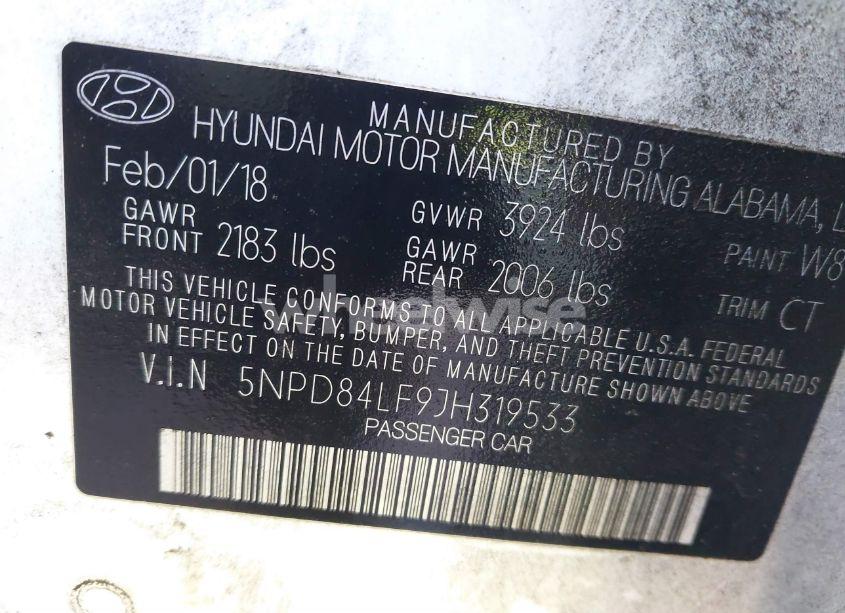 MANUFACTURED BY
HYUNDAI MOTOR MANUFACTURING ALABAMA, L
Feb/01/18
GAWR FRONT 2183 lbs
GVWR 3924 lbs
GAWR REAR 2006 lbs
PAINT W8
TRIM CT
THIS VEHICLE CONFORMS TO ALL APPLICABLE U.S.A. FEDERAL
MOTOR VEHICLE SAFETY, BUMPER, AND THEFT PREVENTION STANDARDS
IN EFFECT ON THE DATE OF MANUFACTURE SHOWN ABOVE
V.I.N 5NPD84LF9JH319533
PASSENGER CAR
wheelwise